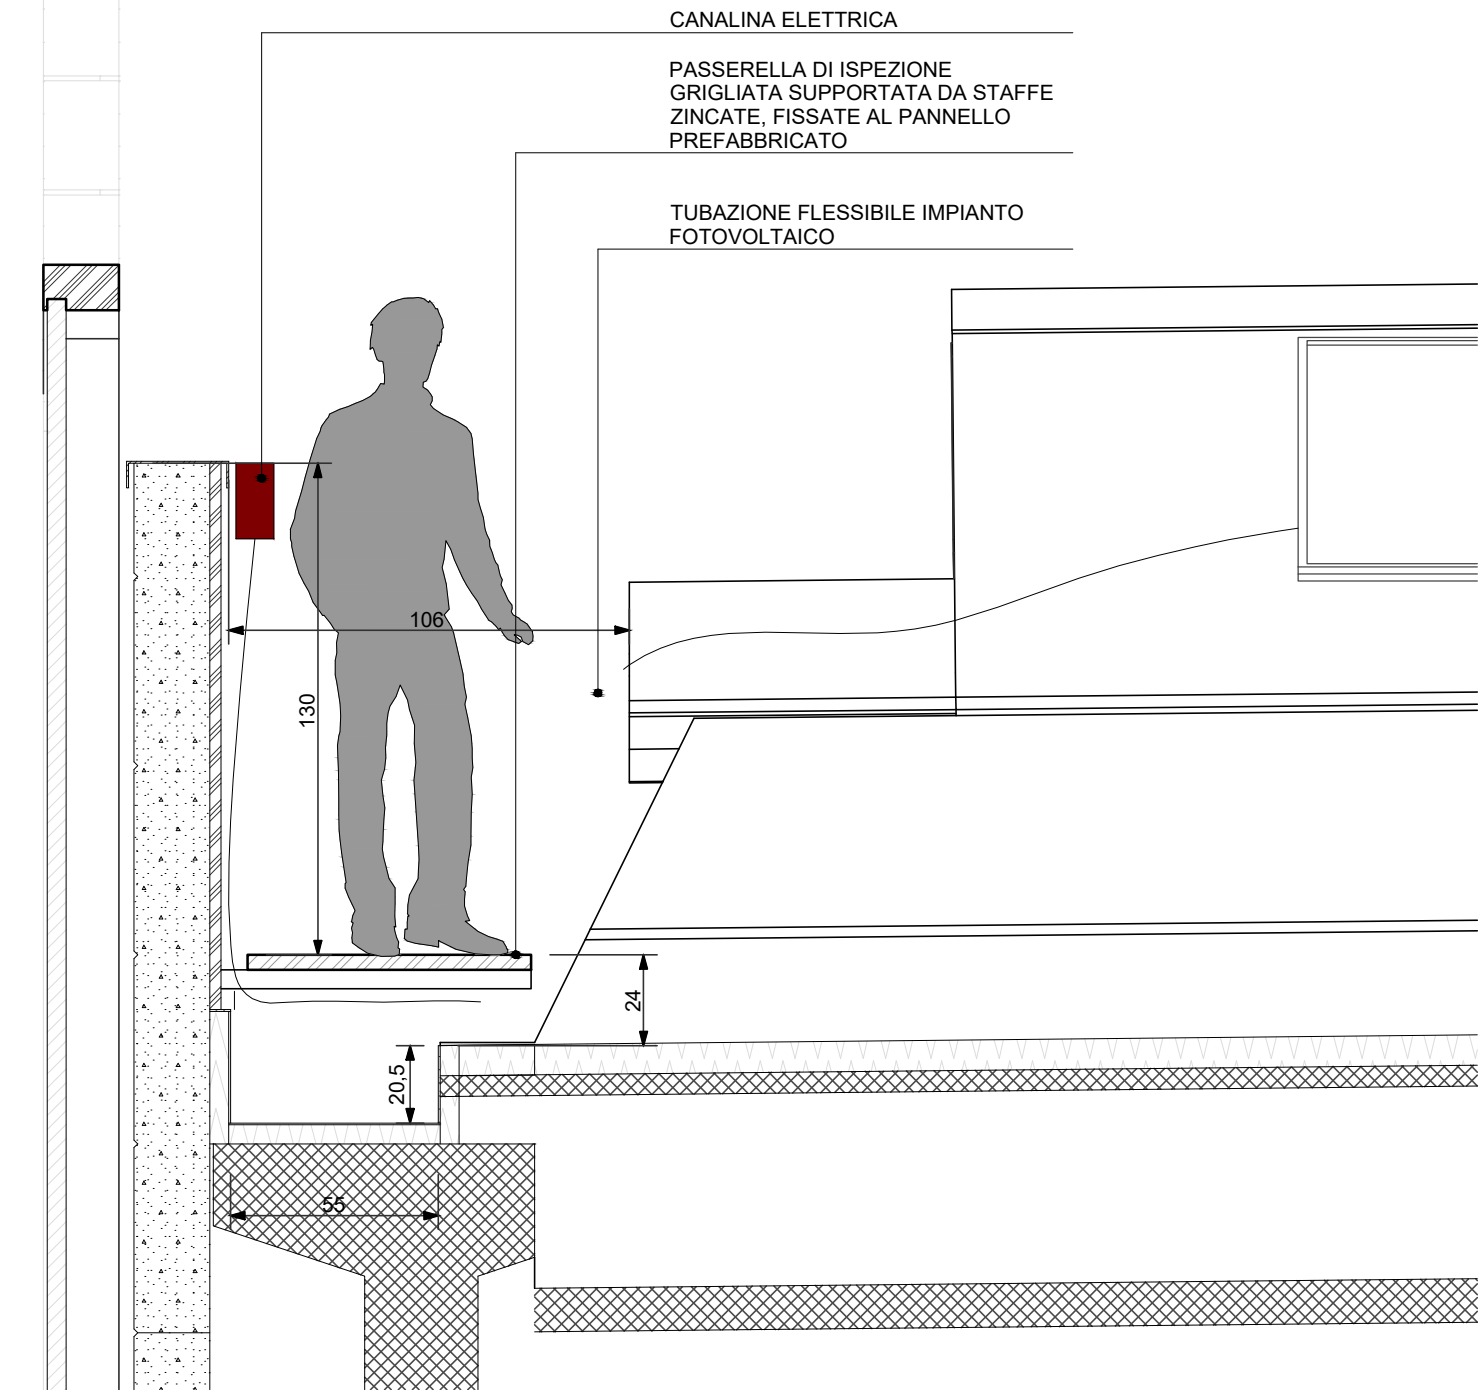 CANALINA ELETTRICA
PASSERELLA DI ISPEZIONE
GRIGLIATA SUPPORTATA DA STAFFE
ZINCATE, FISSATE AL PANNELLO
PREFABBRICATO
TUBAZIONE FLESSIBILE IMPIANTO
FOTOVOLTAICO
106
130
24
20,5
55